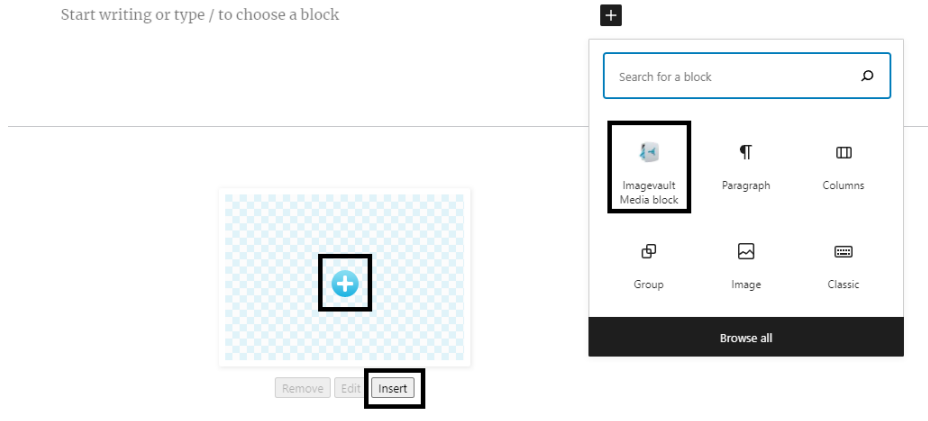 Start writing or type / to choose a block
Search for a block
Imagevault
Media block
Paragraph
Columns
Group
Image
Classic
Browse all
Remove
Edit
Insert